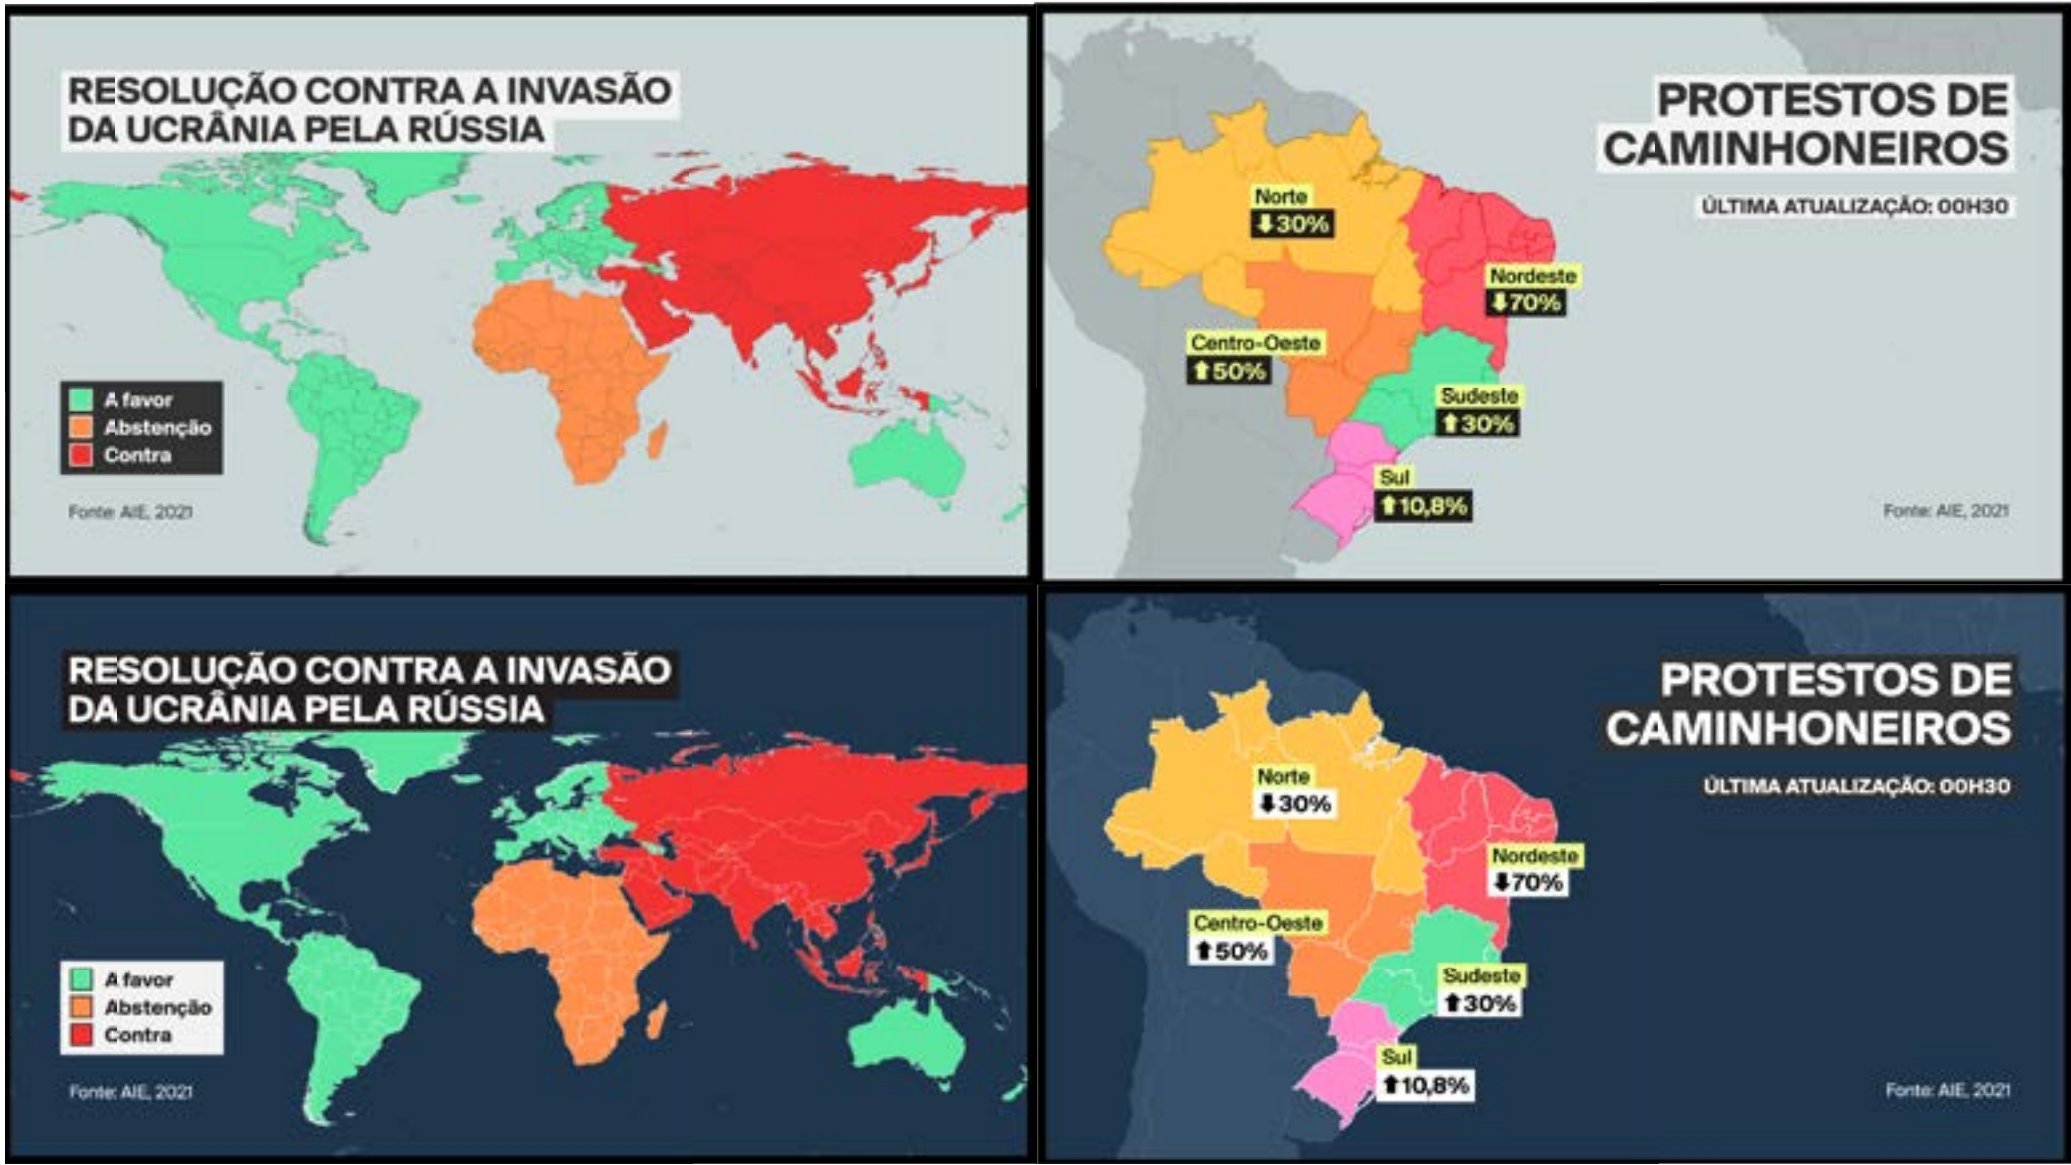 RESOLUÇÃO CONTRA A INVASÃO
DA UCRÂNIA PELA RÚSSIA
A favor
Abstenção
Contra
Fonte: AIE, 2021
PROTESTOS DE
CAMINHONEIROS
ÚLTIMA ATUALIZAÇÃO: 00H30
Norte
⬇30%
Nordeste
⬇70%
Centro-Oeste
⬆50%
Sudeste
⬆30%
Sul
⬆10,8%
Fonte: AIE, 2021
RESOLUÇÃO CONTRA A INVASÃO
DA UCRÂNIA PELA RÚSSIA
A favor
Abstenção
Contra
Fonte: AIE, 2021
PROTESTOS DE
CAMINHONEIROS
ÚLTIMA ATUALIZAÇÃO: 00H30
Norte
⬇30%
Nordeste
⬇70%
Centro-Oeste
⬆50%
Sudeste
⬆30%
Sul
⬆10,8%
Fonte: AIE, 2021